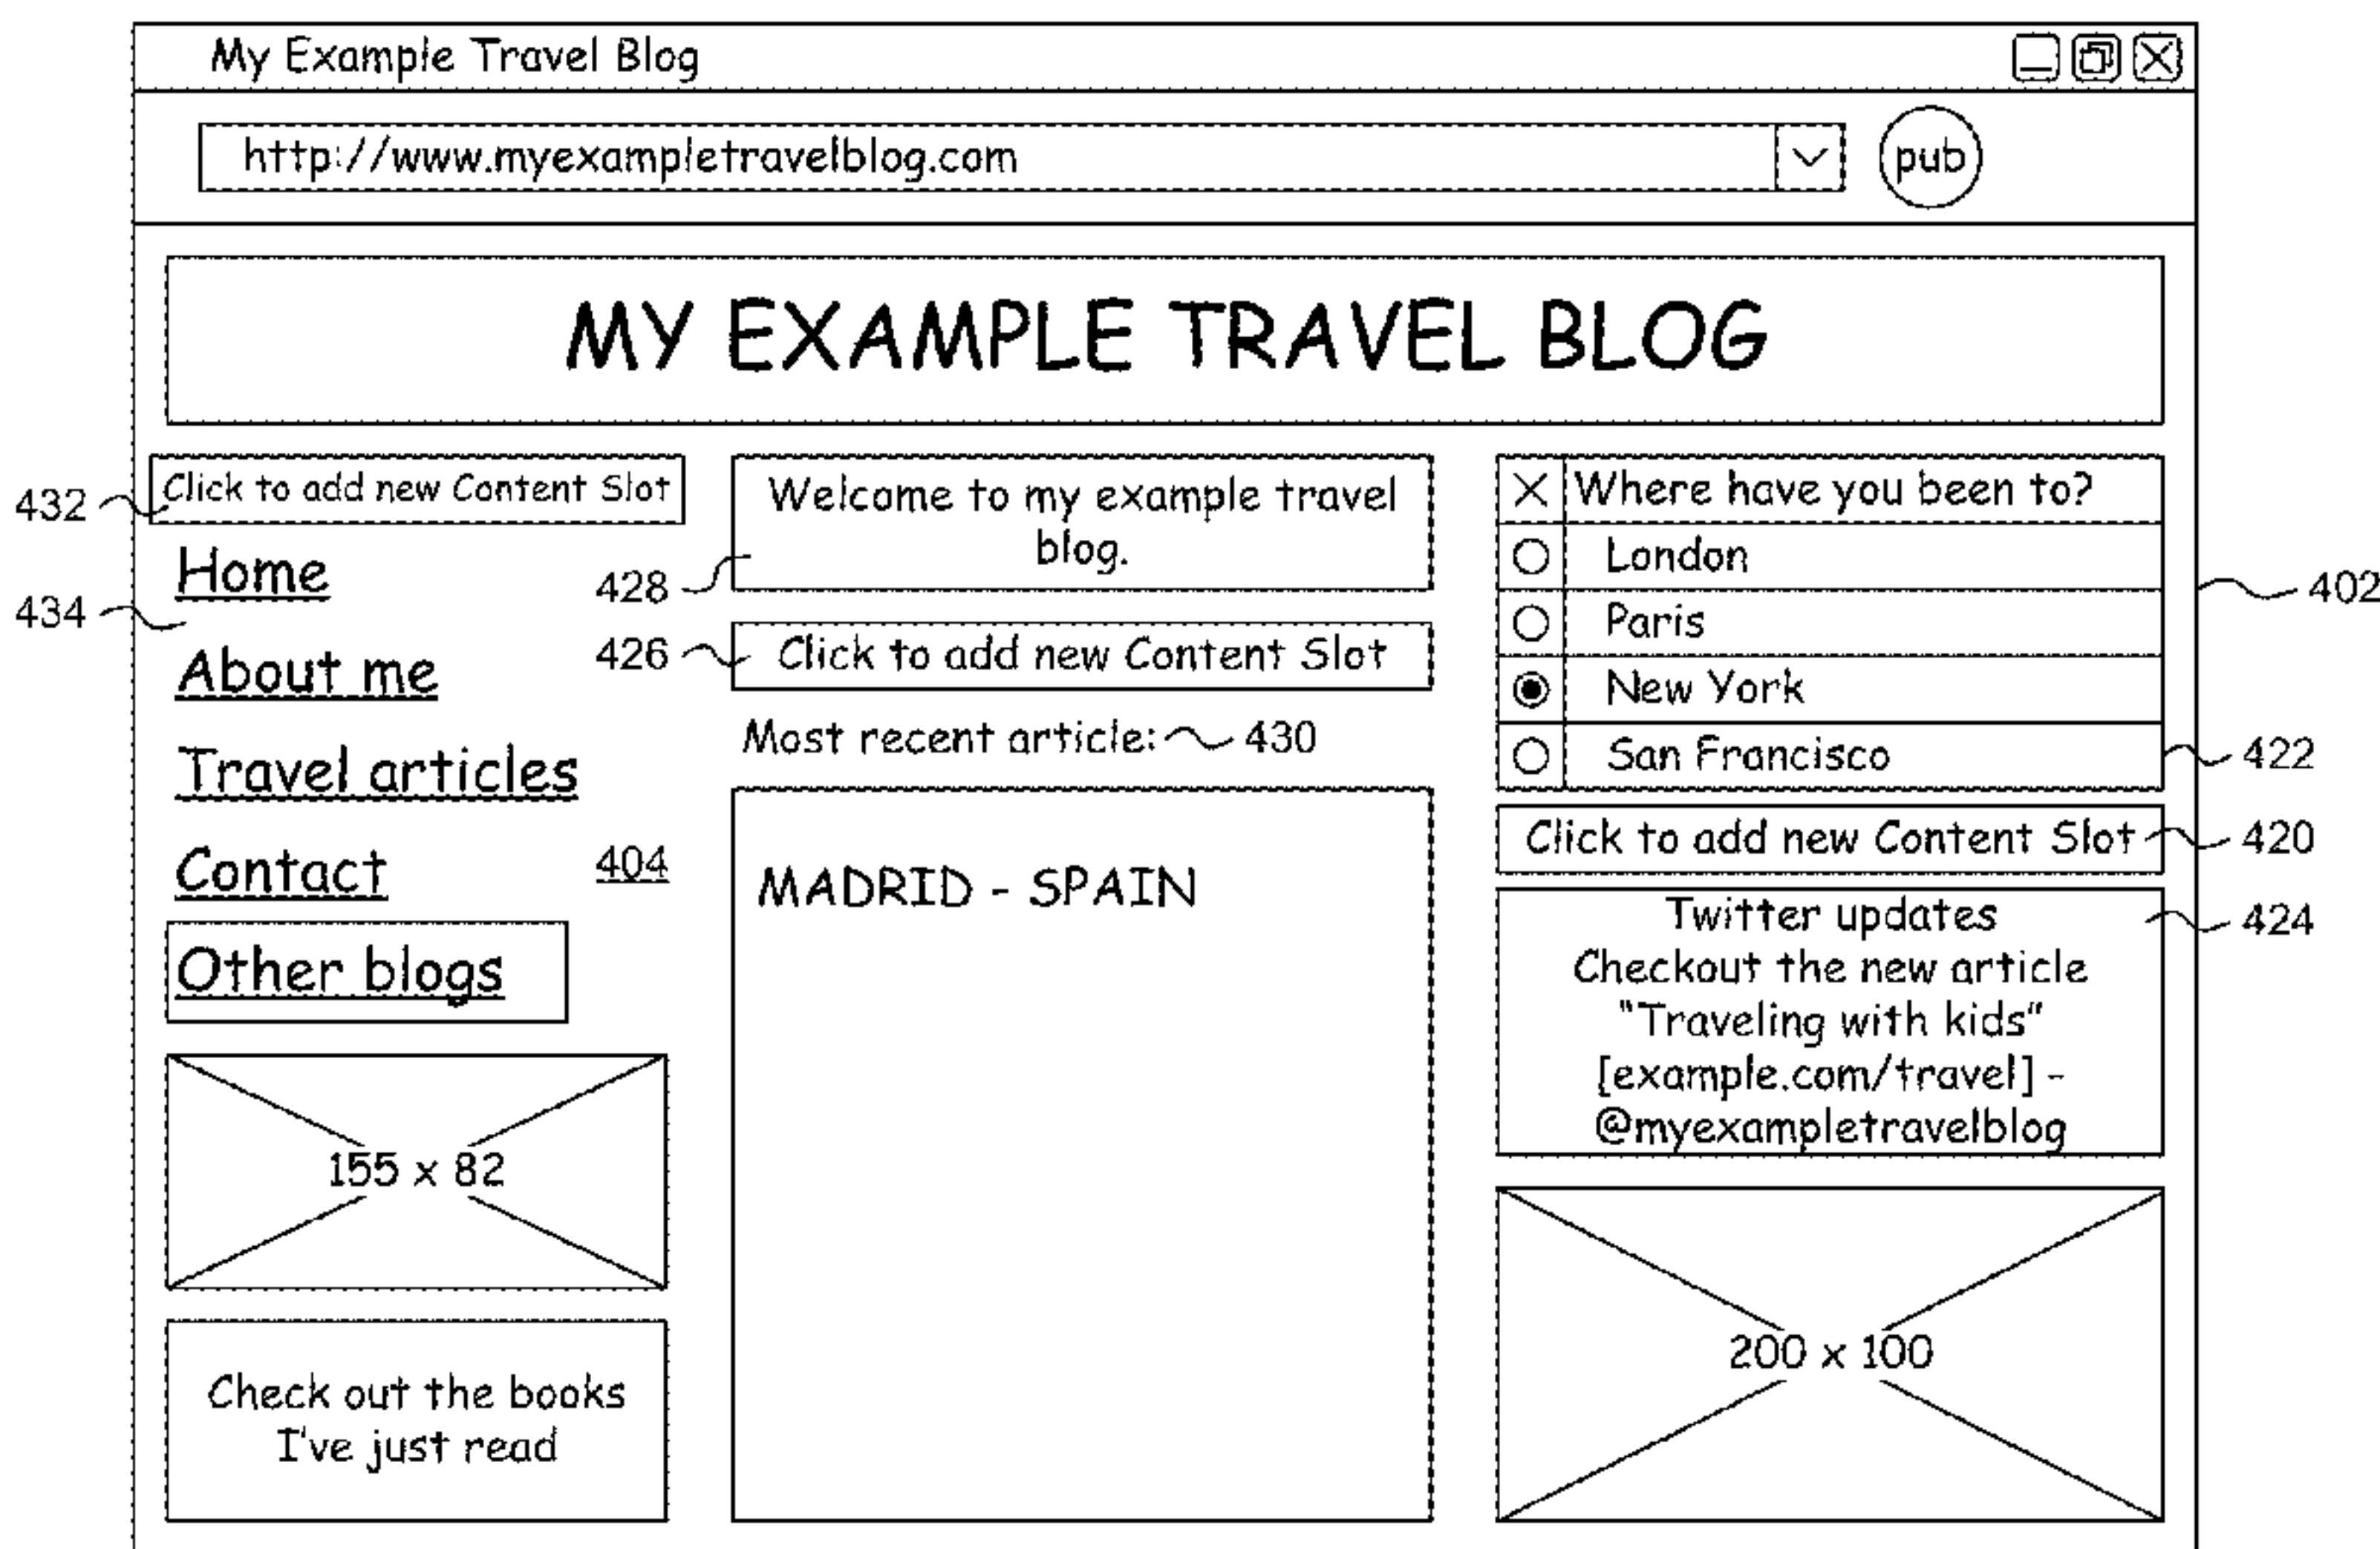 My Example Travel Blog
http://www.myexampletravelblog.com
pub
MY EXAMPLE TRAVEL BLOG
432
Click to add new Content Slot
Home
434
About me
Travel articles
Contact
404
Other blogs
155 x 82
Check out the books
I've just read
Welcome to my example travel
blog.
428
426
Click to add new Content Slot
Most recent article:
430
MADRID - SPAIN
Where have you been to?
London
402
Paris
New York
San Francisco
422
Click to add new Content Slot
420
Twitter updates
424
Checkout the new article
"Traveling with kids"
[example.com/travel] -
@myexampletravelblog
200 x 100